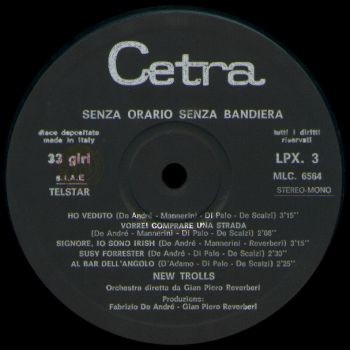 Cetra
SENZA ORARIO SENZA BANDIERA
disco depositato
made in Italy
tutti i diritti
riservati
33 giri
LPX. 3
S.I.A.E
MLC. 6564
TELSTAR
STEREO-MONO
HO VEDUTO (De André - Mannerini - Di Palo - De Scalzi) 3'15"
VORREI COMPRARE UNA STRADA
(De André - Mannerini - Di Palo - De Scalzi) 2'08"
SIGNORE, IO SONO IRISH (De André - Mannerini - Reverberi) 3'15"
SUSY FORRESTER (De André - Mannerini - Di Palo - De Scalzi) 2'30"
AL BAR DELL'ANGOLO (D'Adamo - Di Palo - De Scalzi) 2'25"
NEW TROLLS
Orchestra diretta da Gian Piero Reverberi
Produzione:
Fabrizio De André - Gian Piero Reverberi